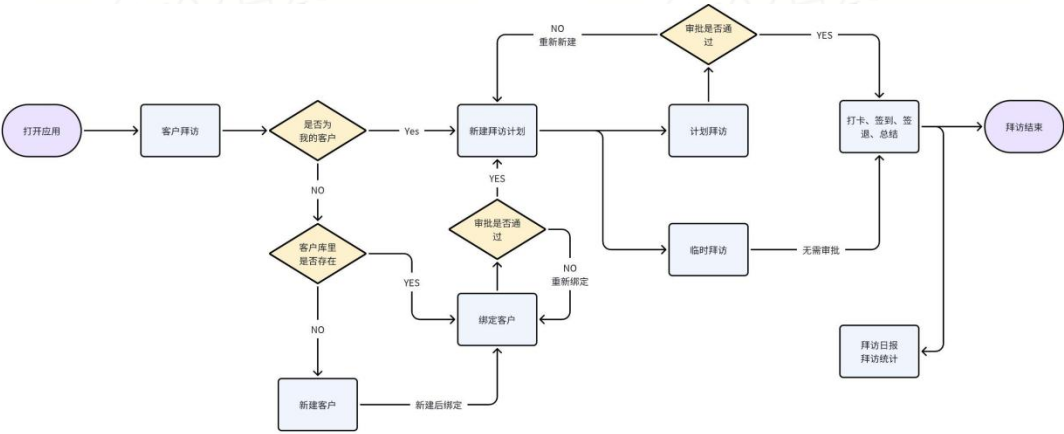 NO
重新新建
审批是否通
过
YES
打开应用
客户拜访
是否为
我的客户
Yes
新建拜访计划
计划拜访
打卡、签到、签
退、总结
拜访结束
NO
YES
审批是否通
过
客户库里
是否存在
YES
NO
重新绑定
临时拜访
无需审批
绑定客户
NO
拜访日报
拜访统计
新建客户
新建后绑定